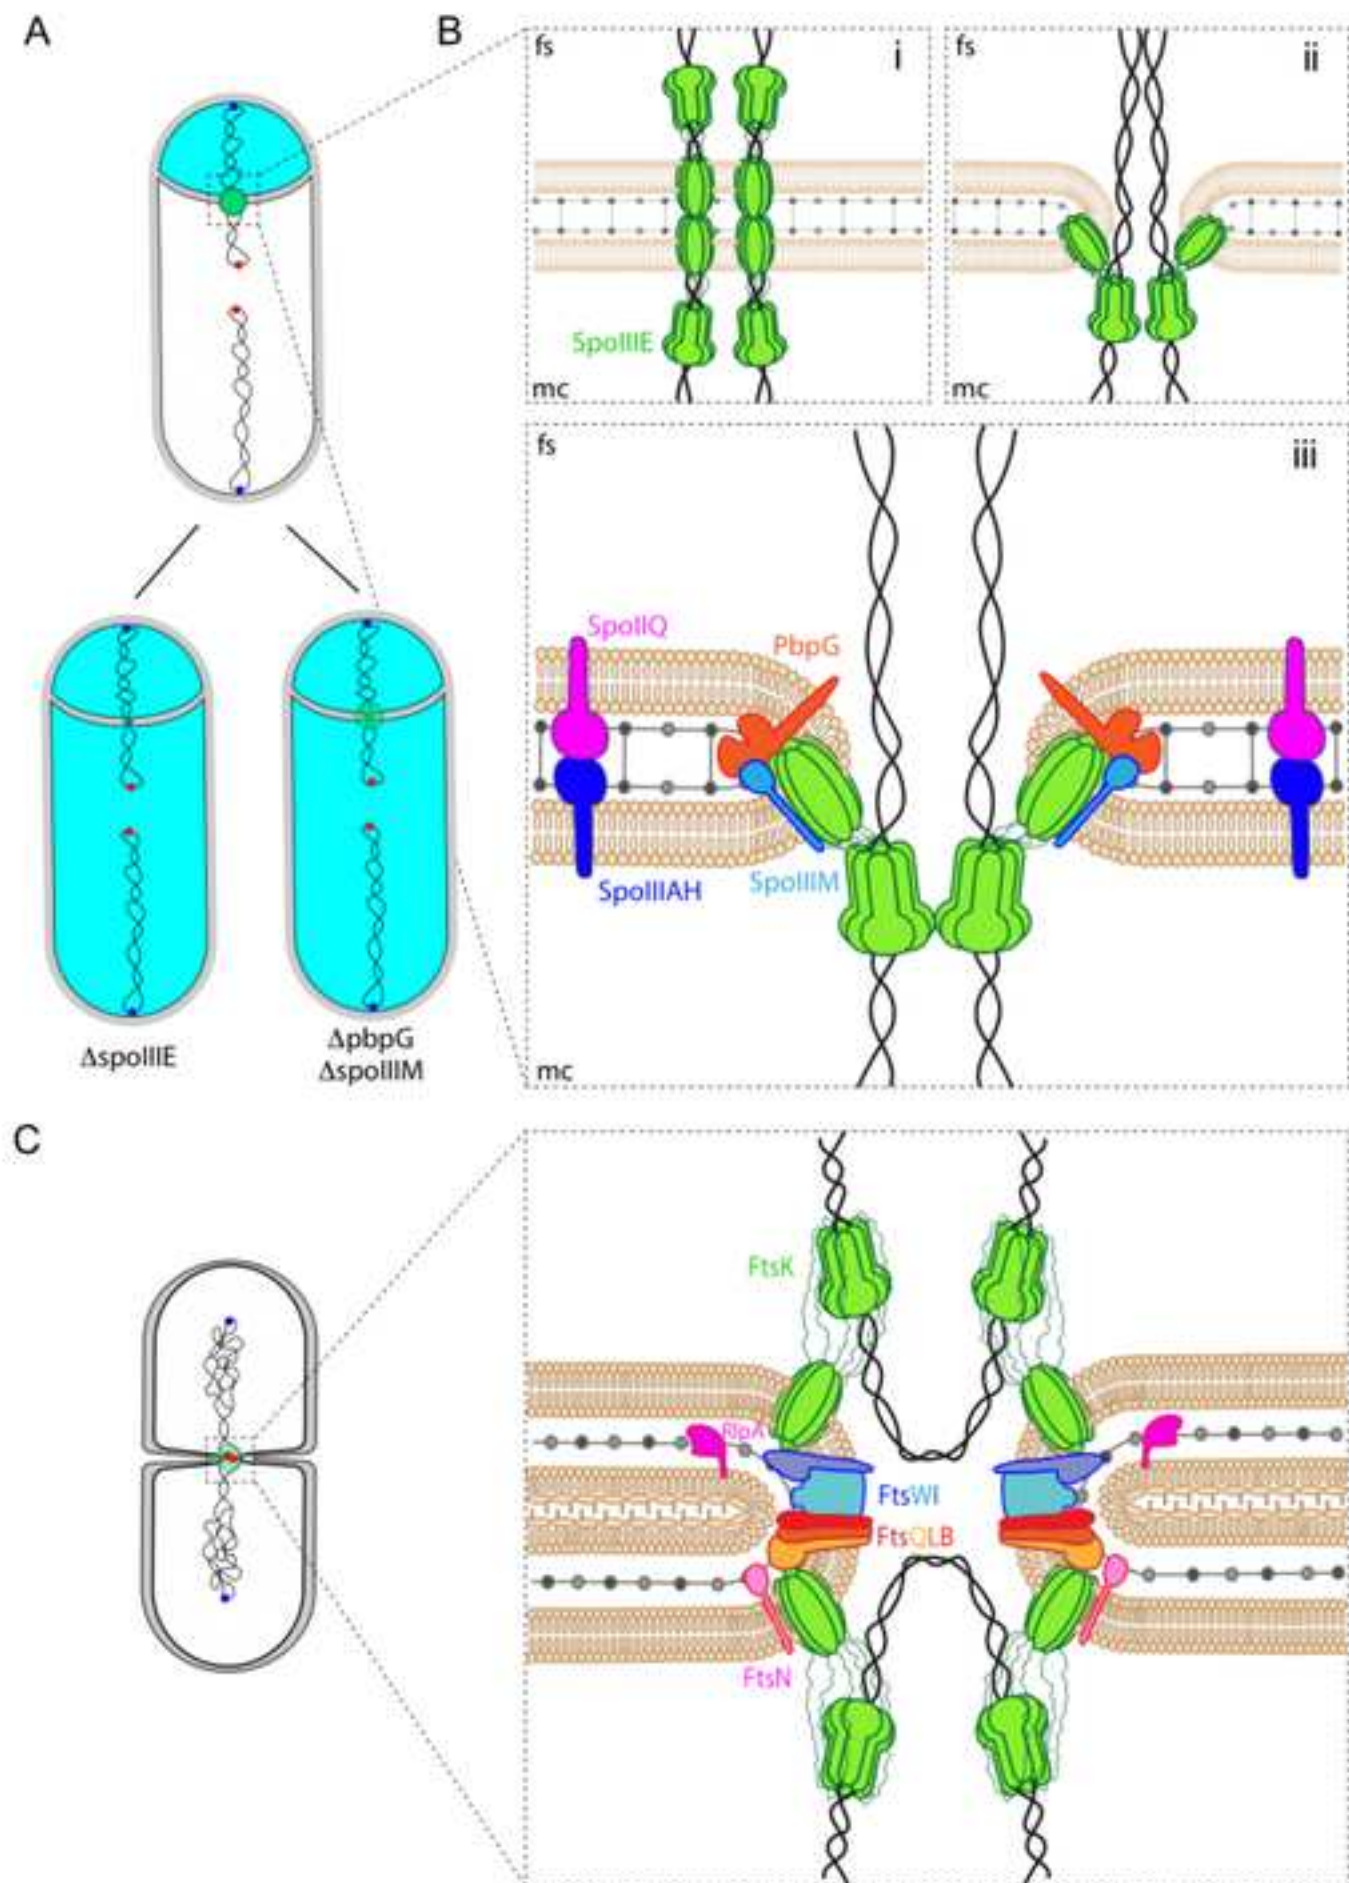 A
B
fs
i
SpoIIIE
mc
fs
ii
mc
fs
iii
SpoIIQ
PbpG
SpoIIIAH
SpoIIIM
mc
ΔspoIIIE
ΔpbpG
ΔspoIIIM
C
FtsK
RlpA
FtsWI
FtsQLB
FtsN